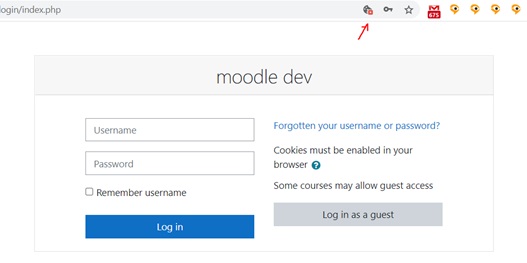 login/index.php
675
moodle dev
Username
Password
Remember username
Log in
Forgotten your username or password?
Cookies must be enabled in your
browser ?
Some courses may allow guest access
Log in as a guest